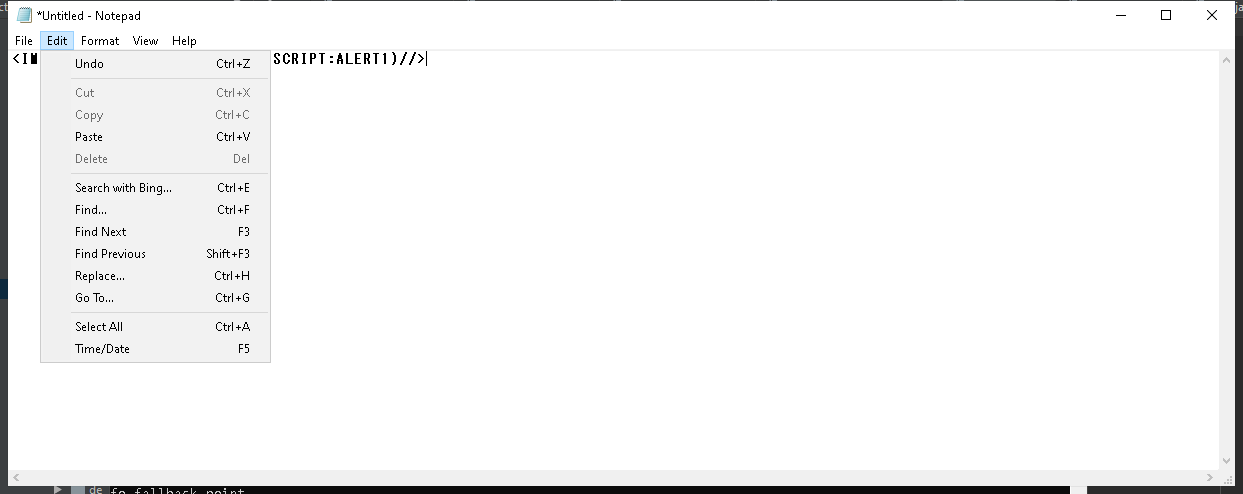 *Untitled - Notepad
File Edit Format View Help
<IM SCRIPT:ALERT1)//>
Undo Ctrl+Z
Cut Ctrl+X
Copy Ctrl+C
Paste Ctrl+V
Delete Del
Search with Bing... Ctrl+E
Find... Ctrl+F
Find Next F3
Find Previous Shift+F3
Replace... Ctrl+H
Go To... Ctrl+G
Select All Ctrl+A
Time/Date F5
de fo fallback point